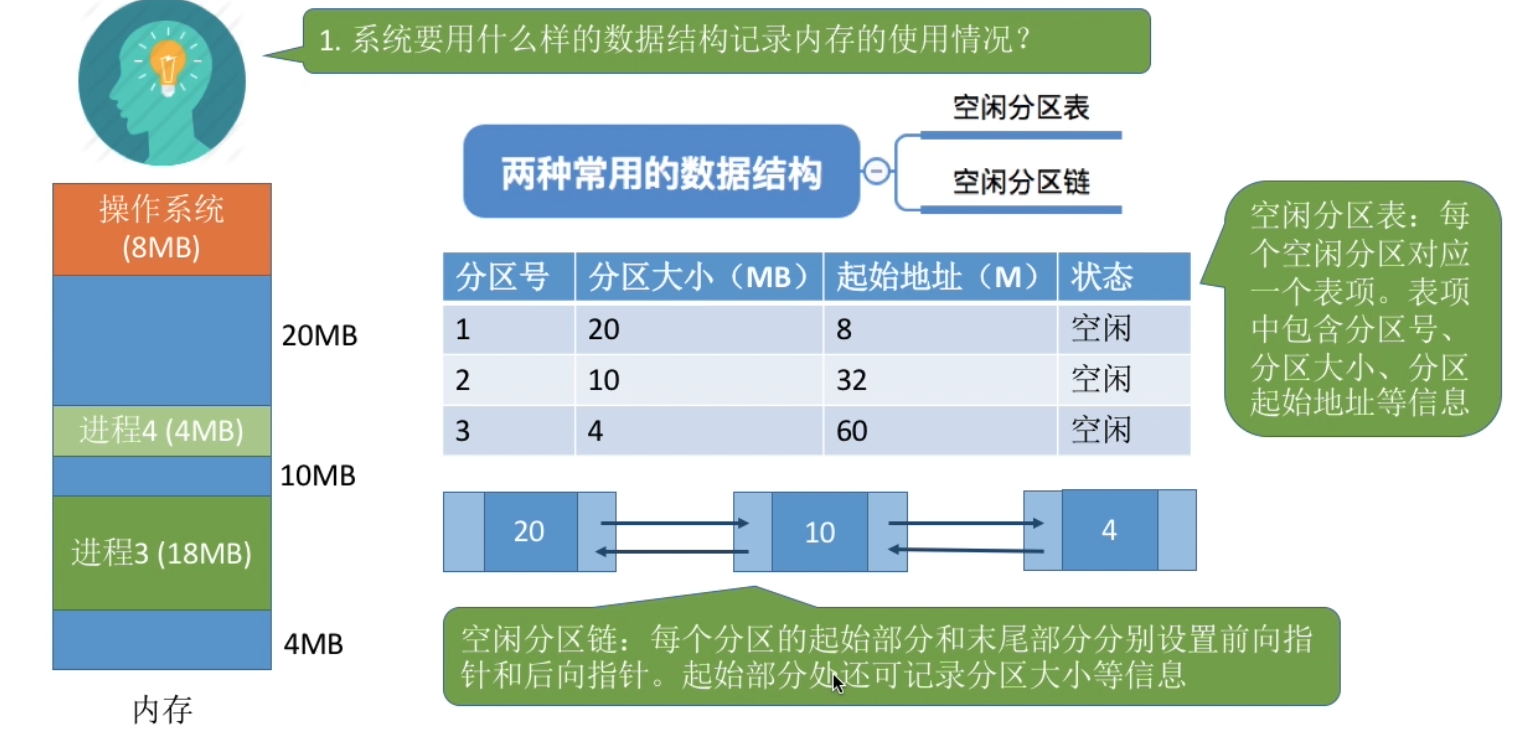 1. 系统要用什么样的数据结构记录内存的使用情况？
两种常用的数据结构
空闲分区表
空闲分区链
操作系统
(8MB)
20MB
进程4 (4MB)
10MB
进程3 (18MB)
4MB
内存
分区号 分区大小（MB） 起始地址（M） 状态
1 20 8 空闲
2 10 32 空闲
3 4 60 空闲
空闲分区表：每
个空闲分区对应
一个表项。表项
中包含分区号、
分区大小、分区
起始地址等信息
20 10 4
空闲分区链：每个分区的起始部分和末尾部分分别设置前向指
针和后向指针。起始部分处还可记录分区大小等信息